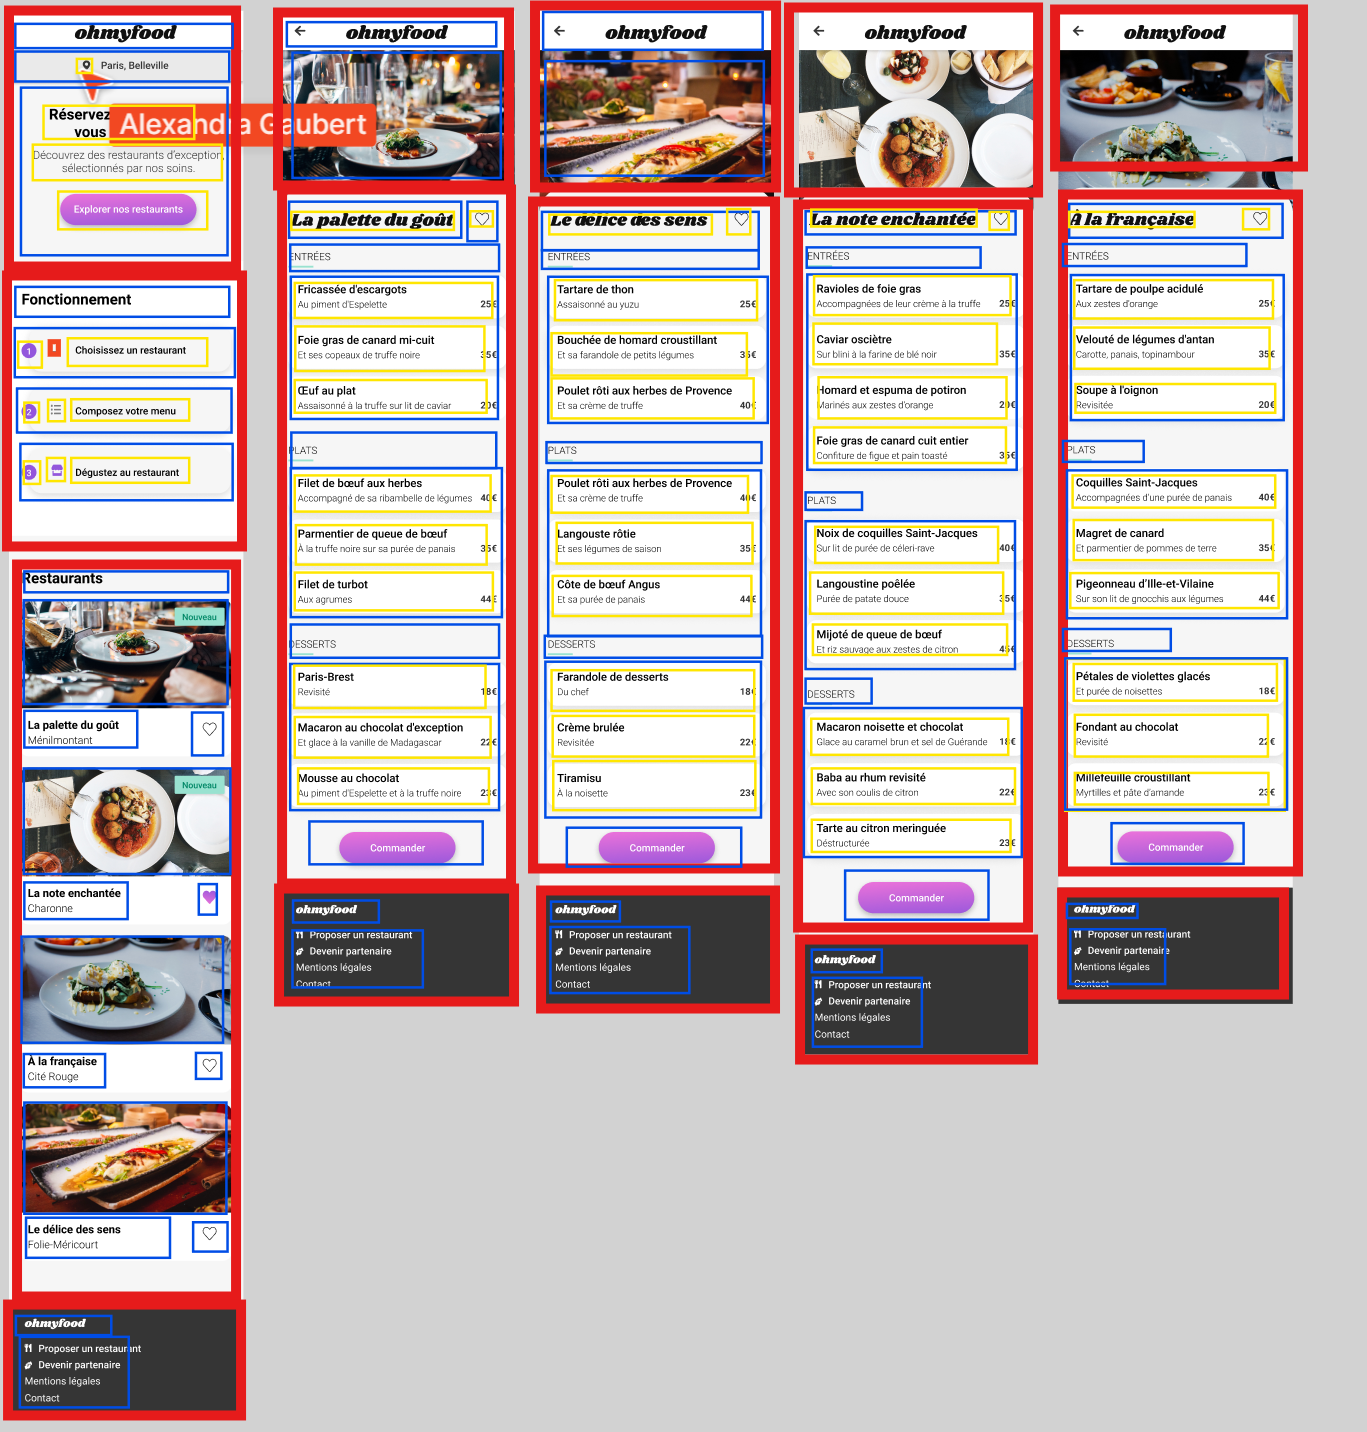 ohmyfood
Paris, Belleville
Réservez
vous
Alexandra Gaubert
Découvrez des restaurants d'exception,
sélectionnés par nos soins.
Explorer nos restaurants
Fonctionnement
1 Choisissez un restaurant
2 Composez votre menu
3 Dégustez au restaurant
Restaurants
Nouveau
La palette du goût
Ménilmontant
Nouveau
La note enchantée
Charonne
À la française
Cité Rouge
Le délice des sens
Folie-Méricourt
ohmyfood
Proposer un restaurant
Devenir partenaire
Mentions légales
Contact
ohmyfood
La palette du goût
ENTRÉES
Fricassée d'escargots
Au piment d'Espelette 25€
Foie gras de canard mi-cuit
Et ses copeaux de truffe noire 35€
Œuf au plat
Assaisonné à la truffe sur lit de caviar 20€
PLATS
Filet de bœuf aux herbes
Accompagné de sa ribambelle de légumes 40€
Parmentier de queue de bœuf
À la truffe noire sur sa purée de panais 35€
Filet de turbot
Aux agrumes 44€
DESSERTS
Paris-Brest
Revisité 18€
Macaron au chocolat d'exception
Et glace à la vanille de Madagascar 22€
Mousse au chocolat
Au piment d'Espelette et à la truffe noire 23€
Commander
ohmyfood
Proposer un restaurant
Devenir partenaire
Mentions légales
Contact
ohmyfood
Le délice des sens
ENTRÉES
Tartare de thon
Assaisonné au yuzu 25€
Bouchée de homard croustillant
Et sa farandole de petits légumes 35€
Poulet rôti aux herbes de Provence
Et sa crème de truffe 40€
PLATS
Poulet rôti aux herbes de Provence
Et sa crème de truffe 40€
Langouste rôtie
Et ses légumes de saison 35€
Côte de bœuf Angus
Et sa purée de panais 44€
DESSERTS
Farandole de desserts
Du chef 18€
Crème brulée
Revisitée 22€
Tiramisu
À la noisette 23€
Commander
ohmyfood
Proposer un restaurant
Devenir partenaire
Mentions légales
Contact
ohmyfood
La note enchantée
ENTRÉES
Ravioles de foie gras
Accompagnées de leur crème à la truffe 25€
Caviar osciètre
Sur blini à la farine de blé noir 35€
Homard et espuma de potiron
Marinés aux zestes d'orange 20€
Foie gras de canard cuit entier
Confiture de figue et pain toasté 35€
PLATS
Noix de coquilles Saint-Jacques
Sur lit de purée de céleri-rave 40€
Langoustine poêlée
Purée de patate douce 35€
Mijoté de queue de bœuf
Et riz sauvage aux zestes de citron 45€
DESSERTS
Macaron noisette et chocolat
Glace au caramel brun et sel de Guérande 18€
Baba au rhum revisité
Avec son coulis de citron 22€
Tarte au citron meringuée
Déstructurée 23€
Commander
ohmyfood
Proposer un restaurant
Devenir partenaire
Mentions légales
Contact
ohmyfood
À la française
ENTRÉES
Tartare de poulpe acidulé
Aux zestes d'orange 25€
Velouté de légumes d'antan
Carotte, panais, topinambour 35€
Soupe à l'oignon
Revisitée 20€
PLATS
Coquilles Saint-Jacques
Accompagnées d'une purée de panais 40€
Magret de canard
Et parmentier de pommes de terre 35€
Pigeonneau d'Ille-et-Vilaine
Sur son lit de gnocchis aux légumes 44€
DESSERTS
Pétales de violettes glacés
Et purée de noisettes 18€
Fondant au chocolat
Revisité 22€
Millefeuille croustillant
Myrtilles et pâte d'amande 23€
Commander
ohmyfood
Proposer un restaurant
Devenir partenaire
Mentions légales
Contact